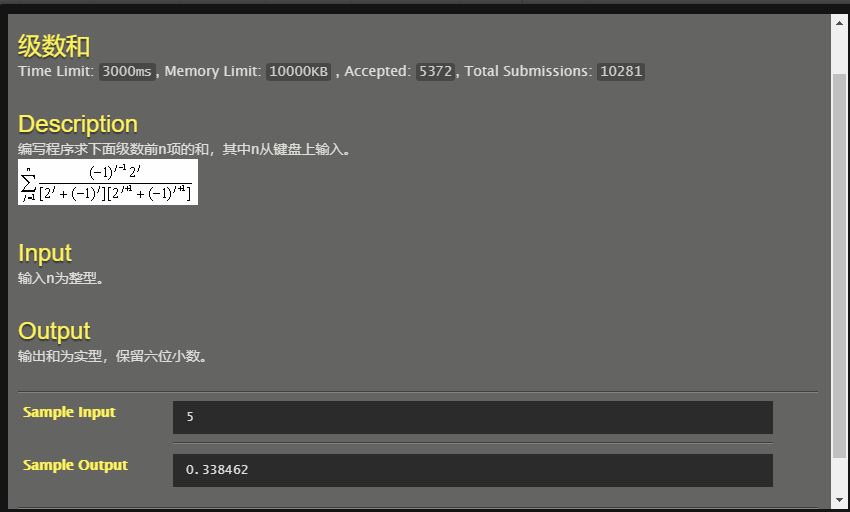 级数和
Time Limit: 3000ms, Memory Limit: 10000KB , Accepted: 5372, Total Submissions: 10281
Description
编写程序求下面级数前n项的和，其中n从键盘上输入。
\sum_{j=1}^{n} \frac{(-1)^{j-1} 2^j}{[2^j + (-1)^j][2^{j+1} + (-1)^{j+1}]}
Input
输入n为整型。
Output
输出和为实型，保留六位小数。
Sample Input
5
Sample Output
0.338462